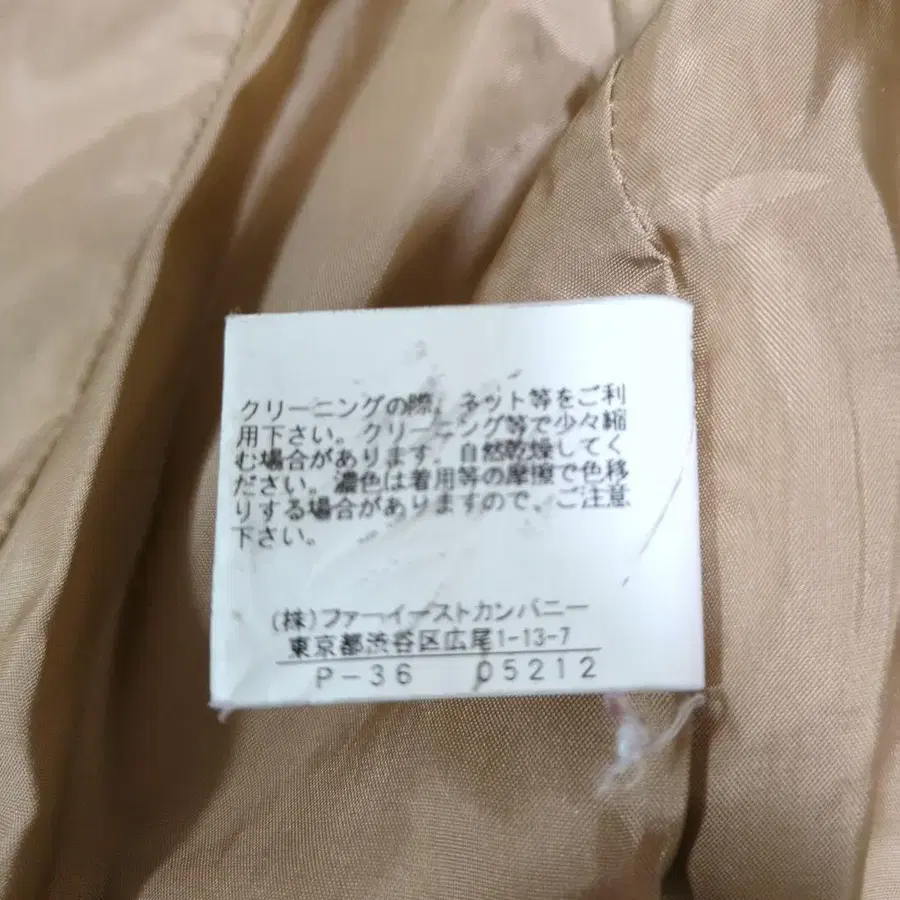 クリーニングの際、ネット等をご利
用下さい。クリーニング等で少々縮
む場合があります。自然乾燥してく
ださい。濃色は着用等の摩擦で色移
りする場合がありますので、ご注意
下さい。
(株)ファーイーストカンパニー
東京都渋谷区広尾1-13-7
P-36 05212